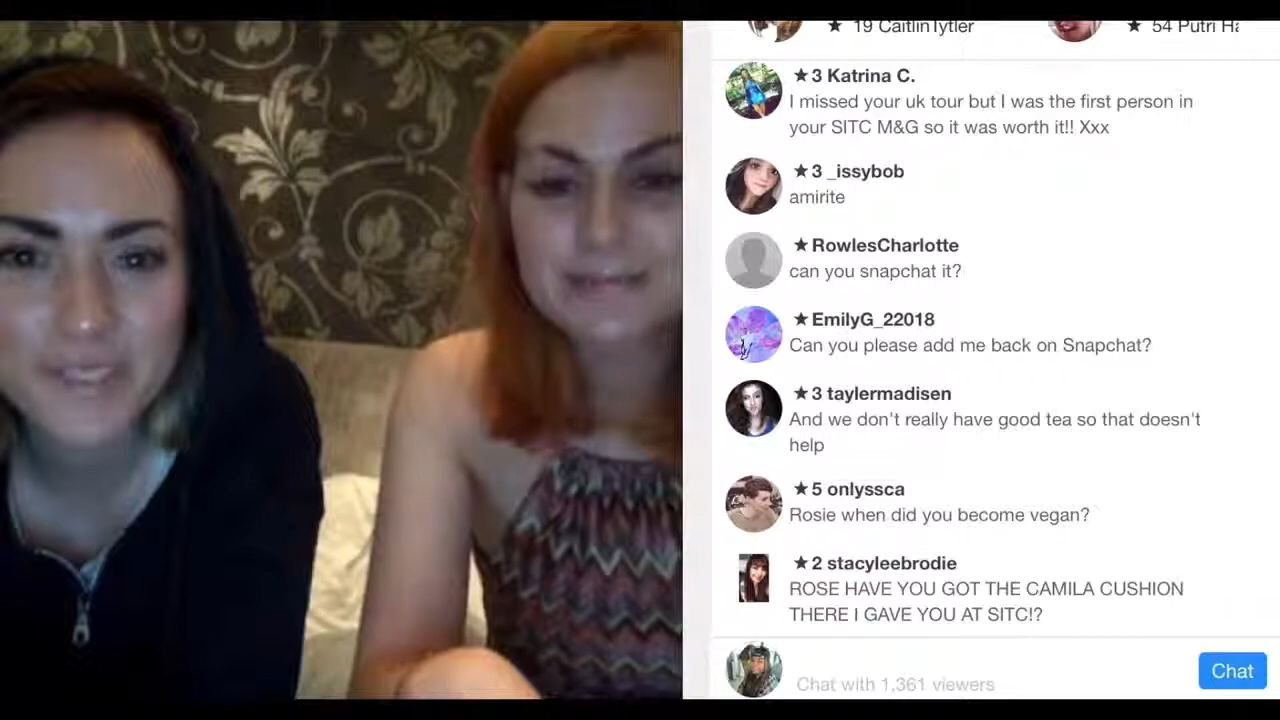 ★ 19 CaitlinTytler ★ 54 Putri Ha
★3 Katrina C.
I missed your uk tour but I was the first person in
your SITC M&G so it was worth it!! Xxx
★3 _issybob
amirite
★RowlesCharlotte
can you snapchat it?
★EmilyG_22018
Can you please add me back on Snapchat?
★3 taylermadisen
And we don't really have good tea so that doesn't
help
★5 onlyssca
Rosie when did you become vegan?
★2 stacyleebrodie
ROSE HAVE YOU GOT THE CAMILA CUSHION
THERE I GAVE YOU AT SITC!?
Chat with 1,361 viewers
Chat